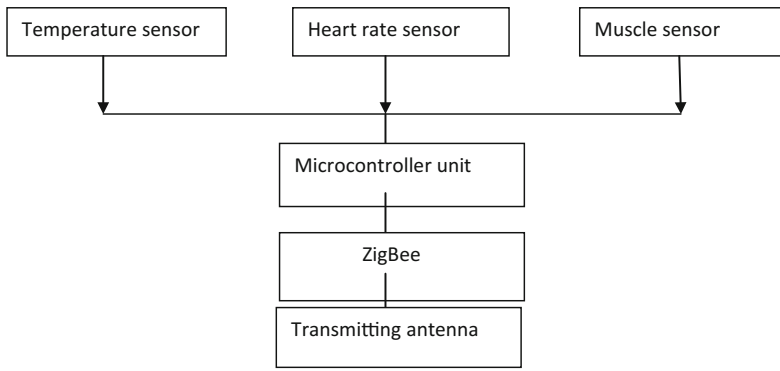 Temperature sensor
Heart rate sensor
Muscle sensor
Microcontroller unit
ZigBee
Transmitting antenna